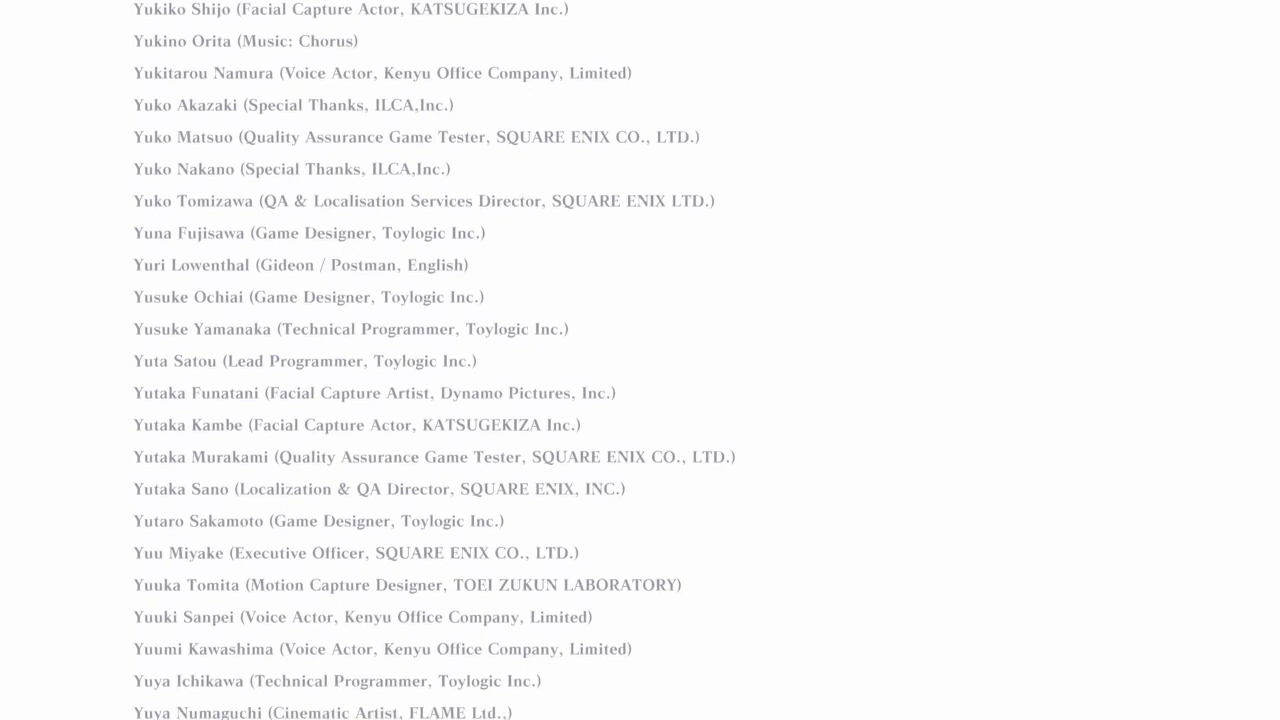 Yukiko Shijo (Facial Capture Actor, KATSUGEKIZA Inc.)
Yukino Orita (Music: Chorus)
Yukitarou Namura (Voice Actor, Kenyu Office Company, Limited)
Yuko Akazaki (Special Thanks, ILCA,Inc.)
Yuko Matsuo (Quality Assurance Game Tester, SQUARE ENIX CO., LTD.)
Yuko Nakano (Special Thanks, ILCA,Inc.)
Yuko Tomizawa (QA & Localisation Services Director, SQUARE ENIX LTD.)
Yuna Fujisawa (Game Designer, Toylogic Inc.)
Yuri Lowenthal (Gideon / Postman, English)
Yusuke Ochiai (Game Designer, Toylogic Inc.)
Yusuke Yamanaka (Technical Programmer, Toylogic Inc.)
Yuta Satou (Lead Programmer, Toylogic Inc.)
Yutaka Funatani (Facial Capture Artist, Dynamo Pictures, Inc.)
Yutaka Kambe (Facial Capture Actor, KATSUGEKIZA Inc.)
Yutaka Murakami (Quality Assurance Game Tester, SQUARE ENIX CO., LTD.)
Yutaka Sano (Localization & QA Director, SQUARE ENIX, INC.)
Yutaro Sakamoto (Game Designer, Toylogic Inc.)
Yuu Miyake (Executive Officer, SQUARE ENIX CO., LTD.)
Yuuka Tomita (Motion Capture Designer, TOEI ZUKUN LABORATORY)
Yuuki Sanpei (Voice Actor, Kenyu Office Company, Limited)
Yuumi Kawashima (Voice Actor, Kenyu Office Company, Limited)
Yuya Ichikawa (Technical Programmer, Toylogic Inc.)
Yuya Numaguchi (Cinematic Artist, FLAME Ltd.,)